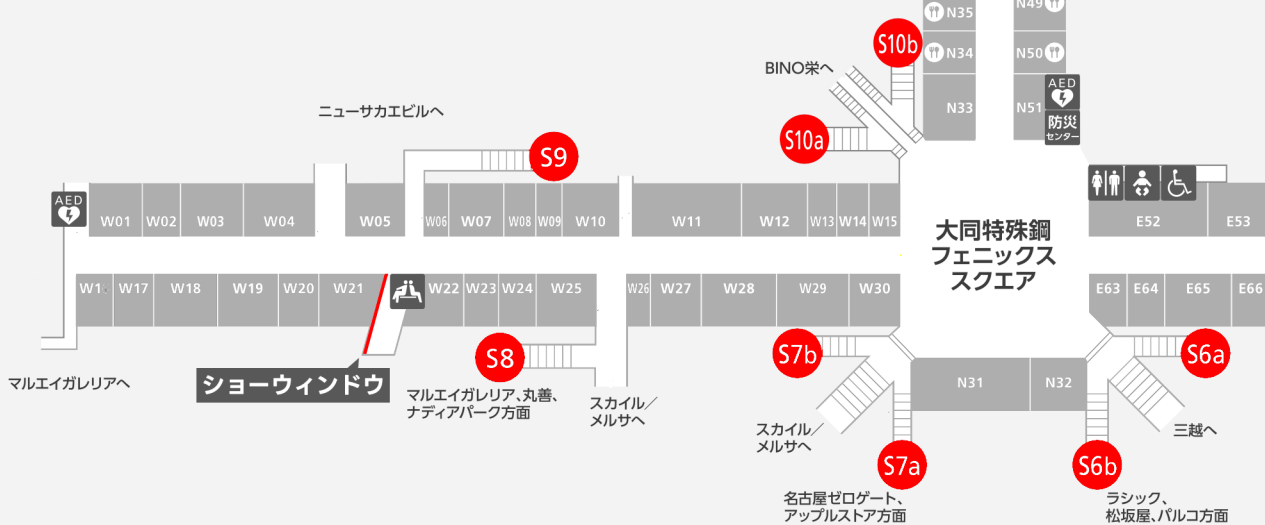 N35
N49
S10b
N34
N50
BINO栄へ
AED
N33
N51
防災
センター
ニューサカエビルへ
S10a
S9
AED
W01
W02
W03
W04
W05
W06
W07
W08
W09
W10
W11
W12
W13
W14
W15
E52
E53
大同特殊鋼
フェニックス
スクエア
W17
W18
W19
W20
W21
W22
W23
W24
W25
W26
W27
W28
W29
W30
E63
E64
E65
E66
S8
S7b
S6a
マルエイガレリアへ
ショーウィンドウ
マルエイガレリア、丸善、
ナディアパーク方面
スカイル/
メルサへ
N31
N32
スカイル/
メルサへ
三越へ
S7a
S6b
名古屋ゼロゲート、
アップルストア方面
ラシック、
松坂屋、パルコ方面